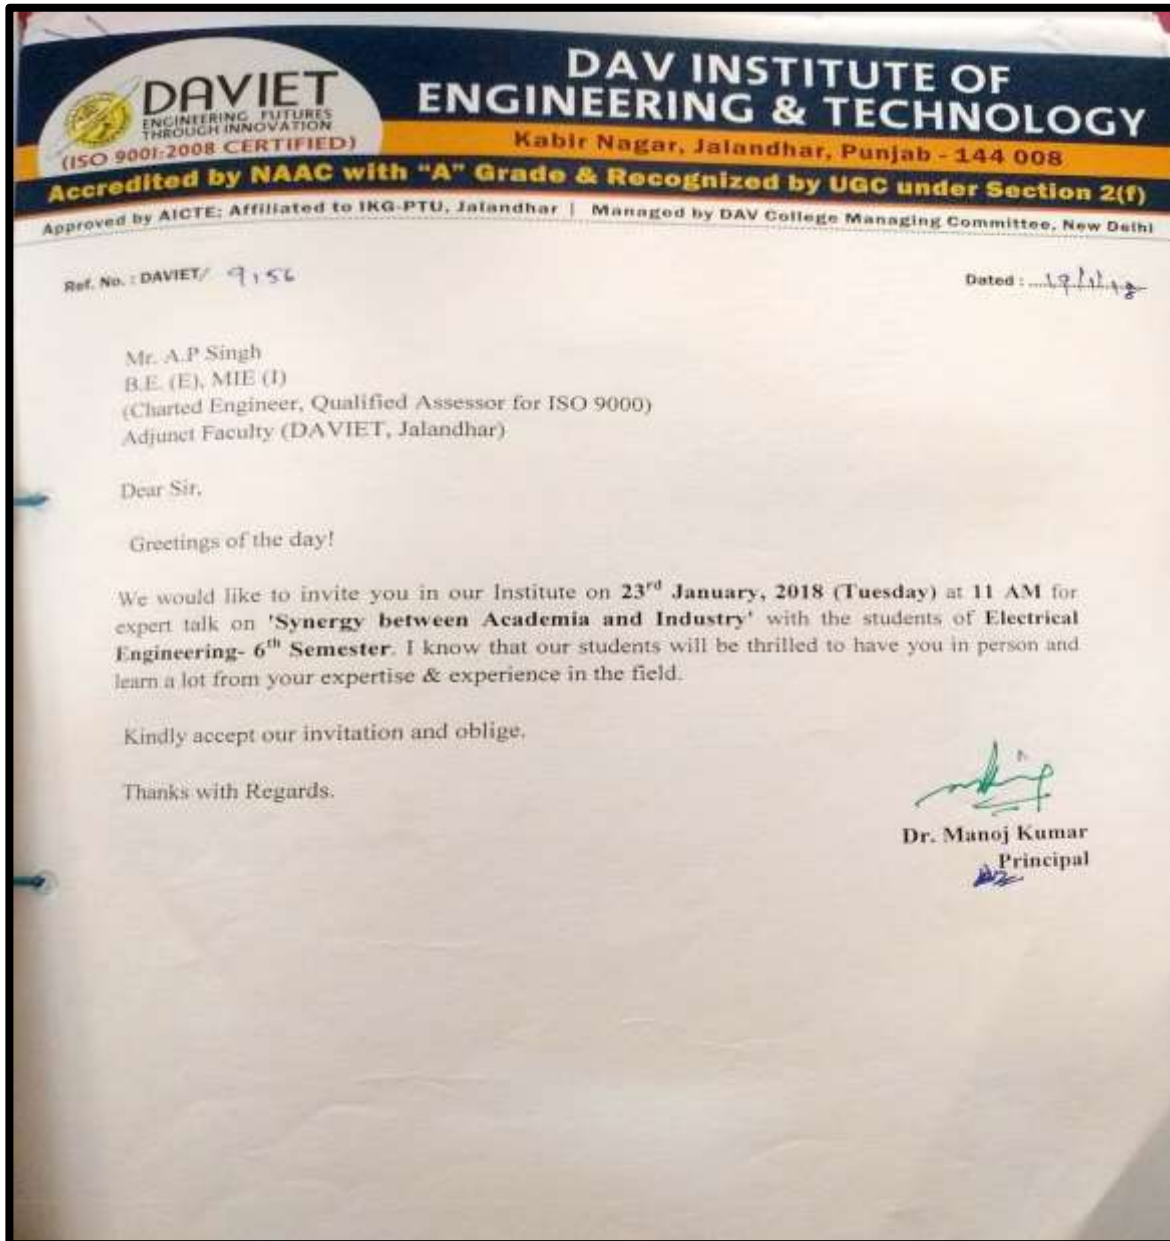 DAVIET
ENGINEERING FUTURES
THROUGH INNOVATION
(ISO 9001:2008 CERTIFIED)
DAV INSTITUTE OF
ENGINEERING & TECHNOLOGY
Kabir Nagar, Jalandhar, Punjab - 144 008
Accredited by NAAC with "A" Grade & Recognized by UGC under Section 2(f)
Approved by AICTE: Affiliated to IKG-PTU, Jalandhar | Managed by DAV College Managing Committee, New Delhi
Ref. No. : DAVIET/ 9156
Dated :
Mr. A.P Singh
B.E. (E), MIE (I)
(Charted Engineer, Qualified Assessor for ISO 9000)
Adjunct Faculty (DAVIET, Jalandhar)
Dear Sir,
Greetings of the day!
We would like to invite you in our Institute on 23rd January, 2018 (Tuesday) at 11 AM for
expert talk on 'Synergy between Academia and Industry' with the students of Electrical
Engineering- 6th Semester. I know that our students will be thrilled to have you in person and
learn a lot from your expertise & experience in the field.
Kindly accept our invitation and oblige.
Thanks with Regards.
Dr. Manoj Kumar
Principal